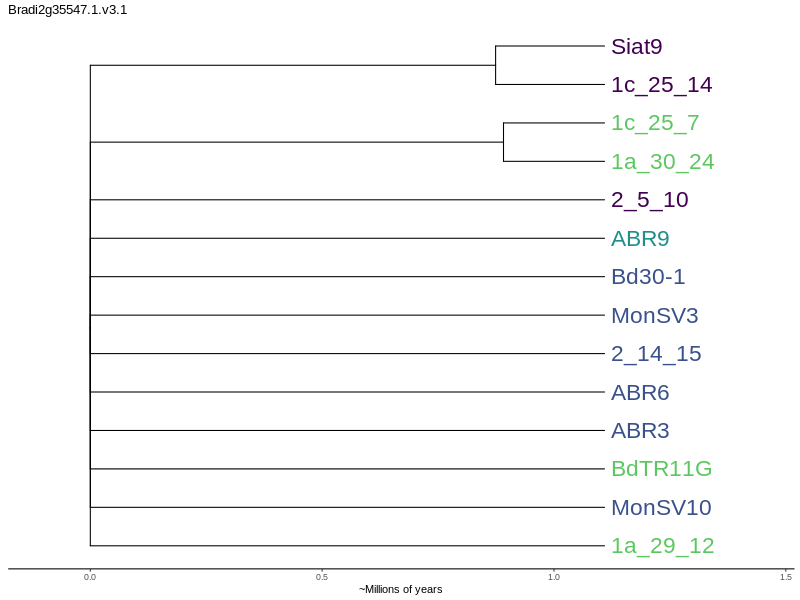 Bradi2g35547.1.v3.1
Siat9
1c_25_14
1c_25_7
1a_30_24
2_5_10
ABR9
Bd30-1
MonSV3
2_14_15
ABR6
ABR3
BdTR11G
MonSV10
1a_29_12
0.0 0.5 1.0 1.5
~Millions of years